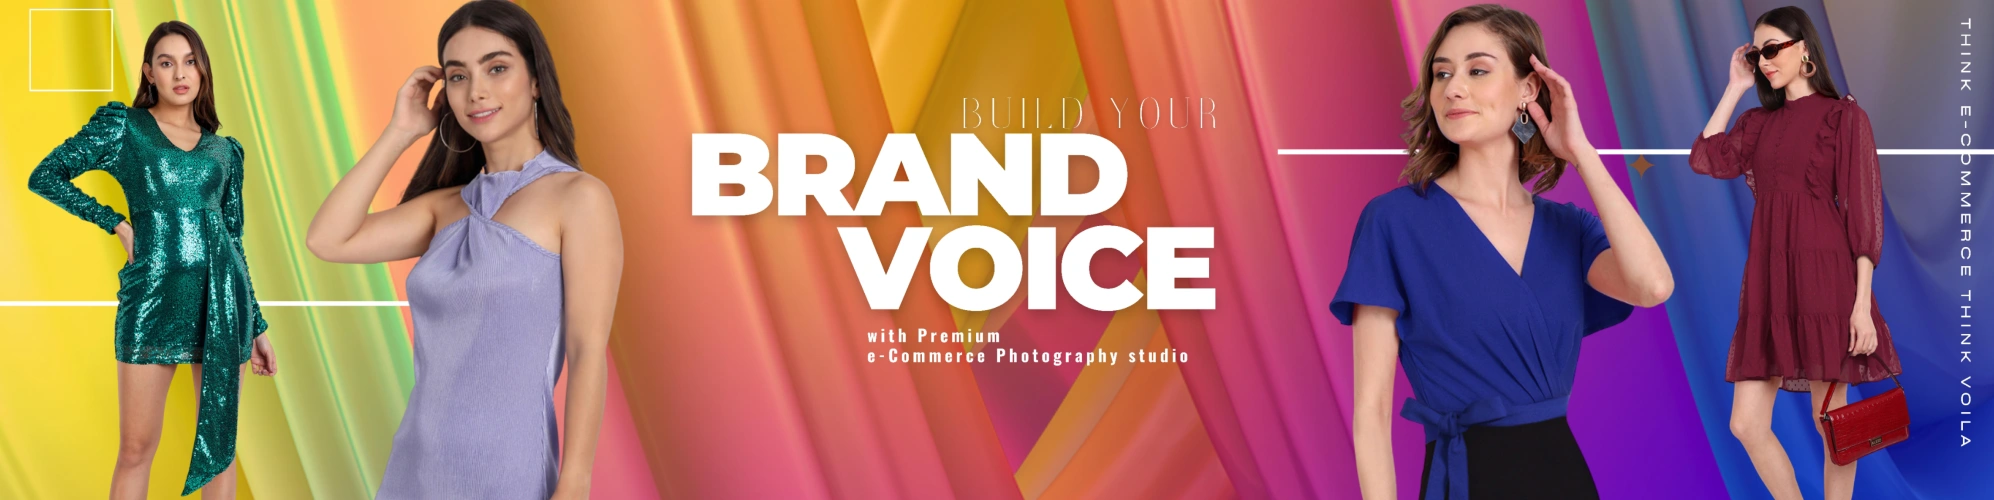 BUILD YOUR
BRAND
VOICE
with Premium
e-Commerce Photography studio
THINK E-COMMERCE THINK VOILA